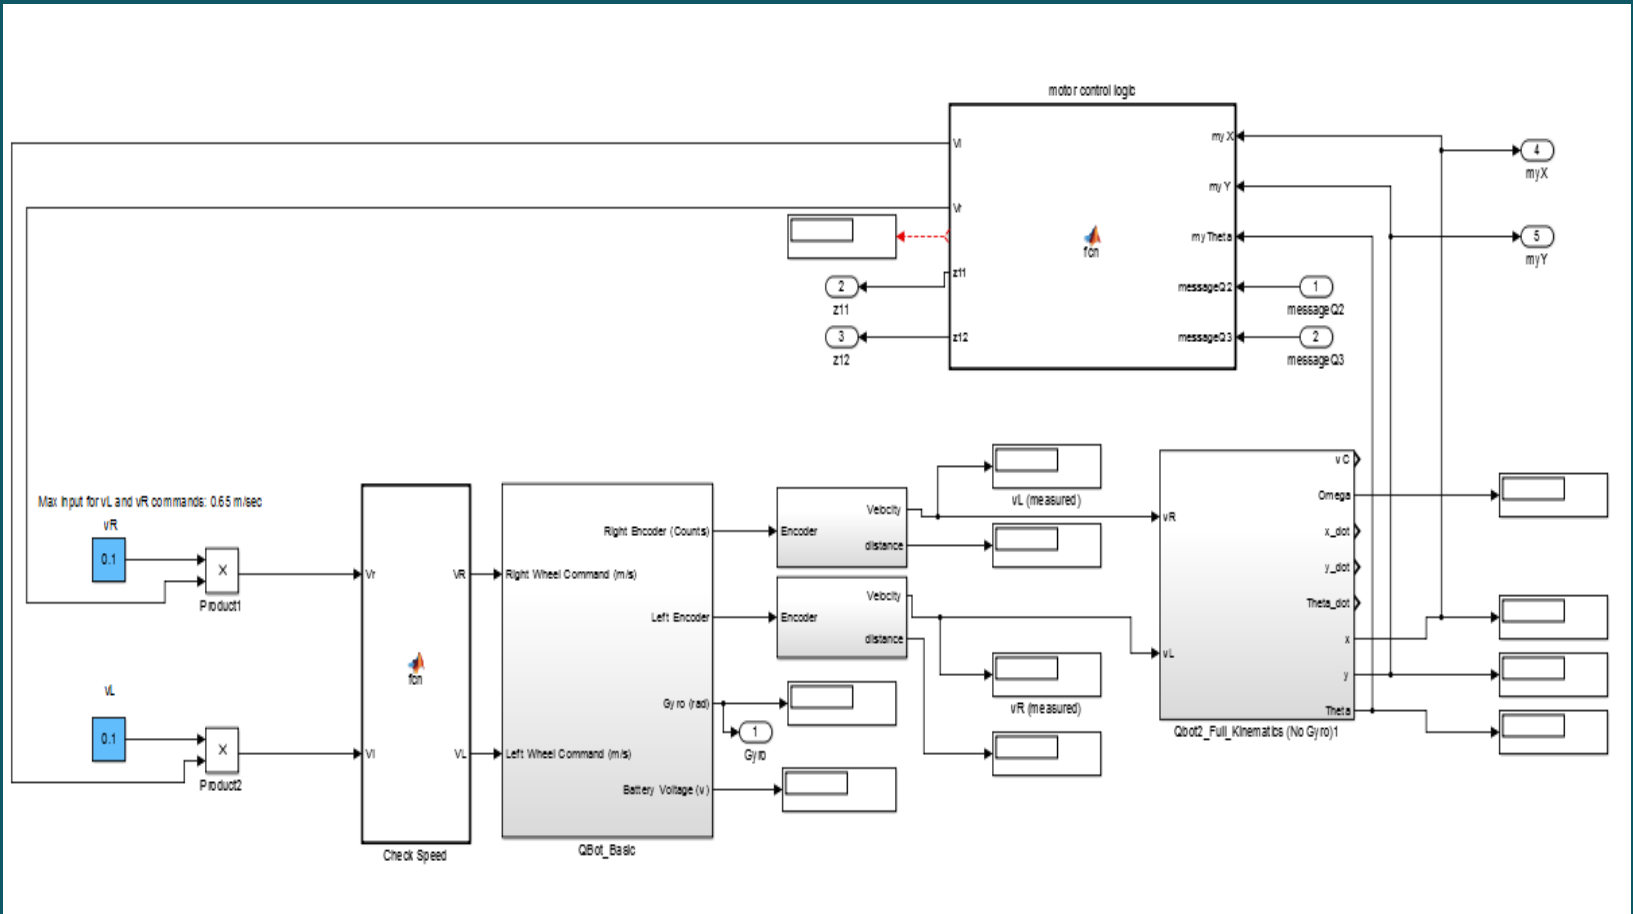 motor control logic
Vl
Vr
z11
z12
my X
my Y
my Theta
messageQ2
messageQ3
fcn
4
myX
5
myY
1
messageQ2
2
messageQ3
2
z11
3
z12
Max input for vL and vR commands: 0.65 m/sec
vR
0.1
X
Product1
vL
0.1
X
Product2
Vr
Vl
VR
VL
fcn
Check Speed
Right Wheel Command (m/s)
Left Wheel Command (m/s)
Right Encoder (Counts)
Left Encoder
Gyro (rad)
Battery Voltage (v)
QBot_Basic
Encoder
Velocity
distance
Encoder
Velocity
distance
1
Gyro
vL (measured)
vR (measured)
vR
vL
v C
Omega
x_dot
y_dot
Theta_dot
x
y
Theta
Qbot2_Full_Kinematics (No Gyro)1